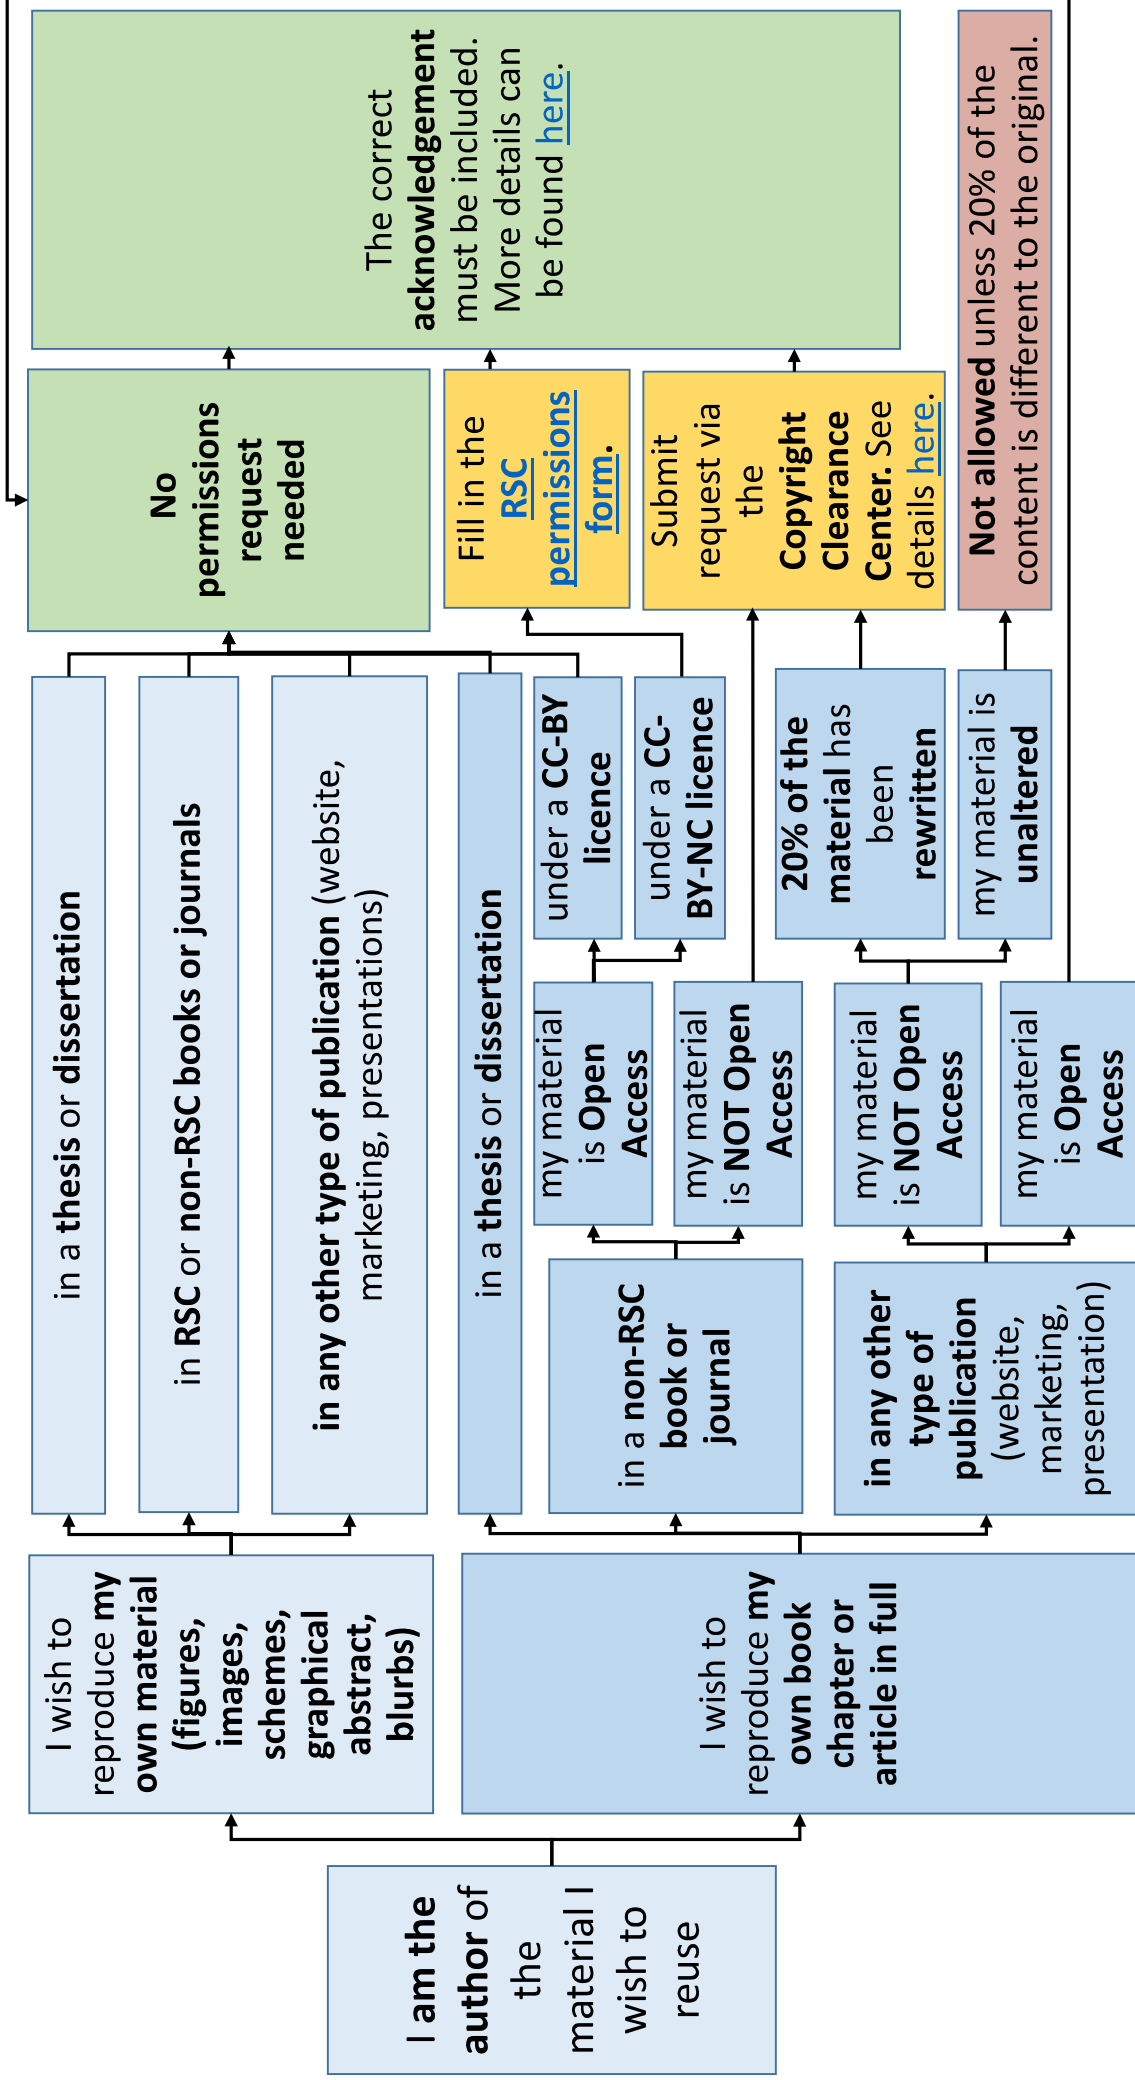 I am the
author of
the
material I
wish to
reuse
I wish to
reproduce my
own material
(figures,
images,
schemes,
graphical
abstract,
blurbs)
in a thesis or dissertation
in RSC or non-RSC books or journals
in any other type of publication (website,
marketing, presentations)
No
permissions
request
needed
The correct
acknowledgement
must be included.
More details can
be found here.
I wish to
reproduce my
own book
chapter or
article in full
in a thesis or dissertation
in a non-RSC
book or
journal
my material
is Open
Access
under a CC-BY
licence
under a CC-
BY-NC licence
Fill in the
RSC
permissions
form.
my material
is NOT Open
Access
Submit
request via
the
Copyright
Clearance
Center. See
details here.
in any other
type of
publication
(website,
marketing,
presentation)
my material
is NOT Open
Access
20% of the
material has
been
rewritten
my material is
unaltered
Not allowed unless 20% of the
content is different to the original.
my material
is Open
Access